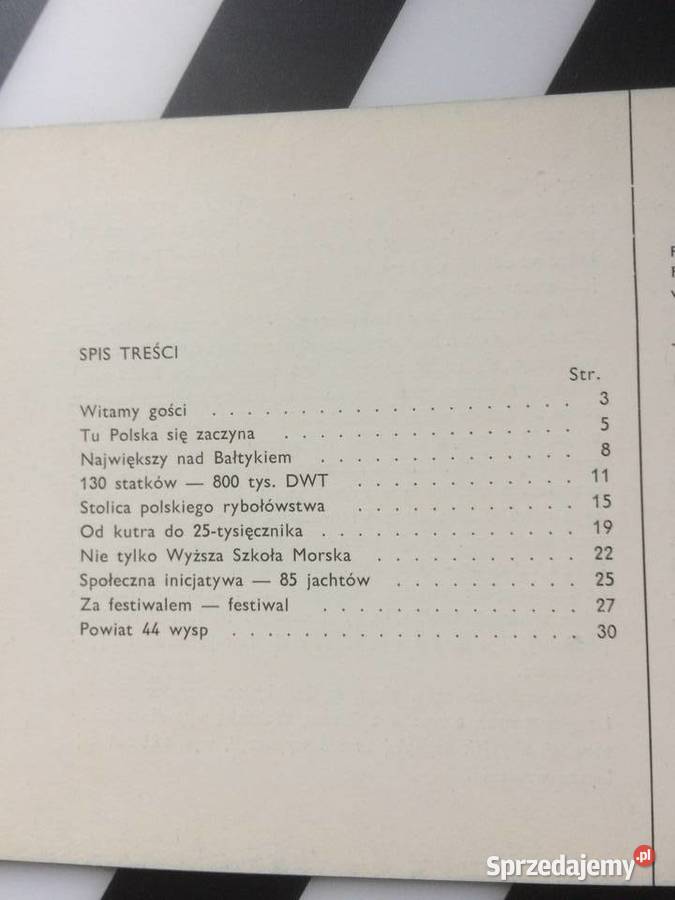 SPIS TREŚCI
Str.
Witamy gości . . . . . . . . . . . . . . . . . . . . . 3
Tu Polska się zaczyna . . . . . . . . . . . . . . . . . 5
Największy nad Bałtykiem . . . . . . . . . . . . . . . 8
130 statków — 800 tys. DWT . . . . . . . . . . . . . 11
Stolica polskiego rybołówstwa . . . . . . . . . . . . . 15
Od kutra do 25-tysięcznika . . . . . . . . . . . . . . . 19
Nie tylko Wyższa Szkoła Morska . . . . . . . . . . . . 22
Społeczna inicjatywa — 85 jachtów . . . . . . . . . . . 25
Za festiwalem — festiwal . . . . . . . . . . . . . . . 27
Powiat 44 wysp . . . . . . . . . . . . . . . . . . . . 30
Sprzedajemy.pl